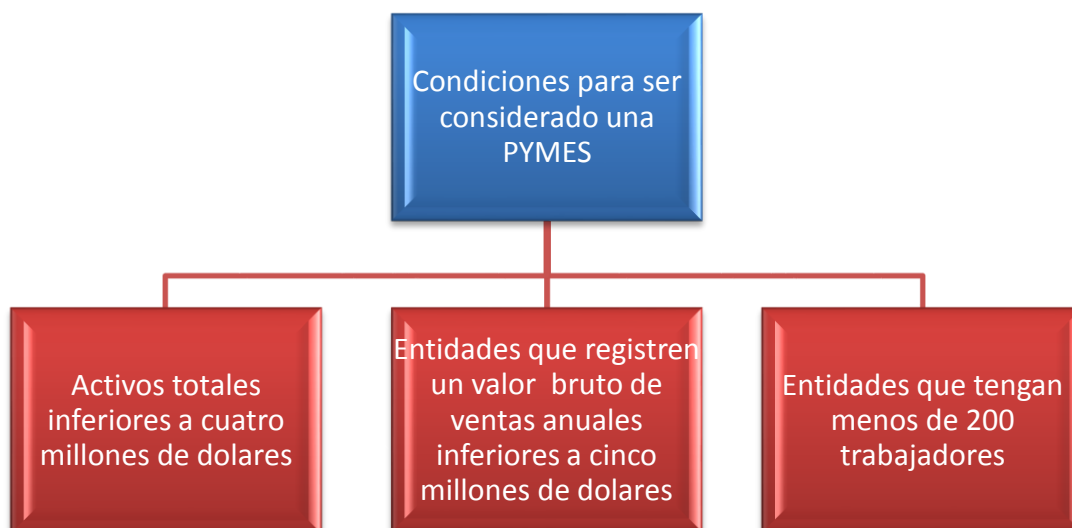 Condiciones para ser
considerado una
PYMES
Activos totales
inferiores a cuatro
millones de dolares
Entidades que registren
un valor bruto de
ventas anuales
inferiores a cinco
millones de dolares
Entidades que tengan
menos de 200
trabajadores